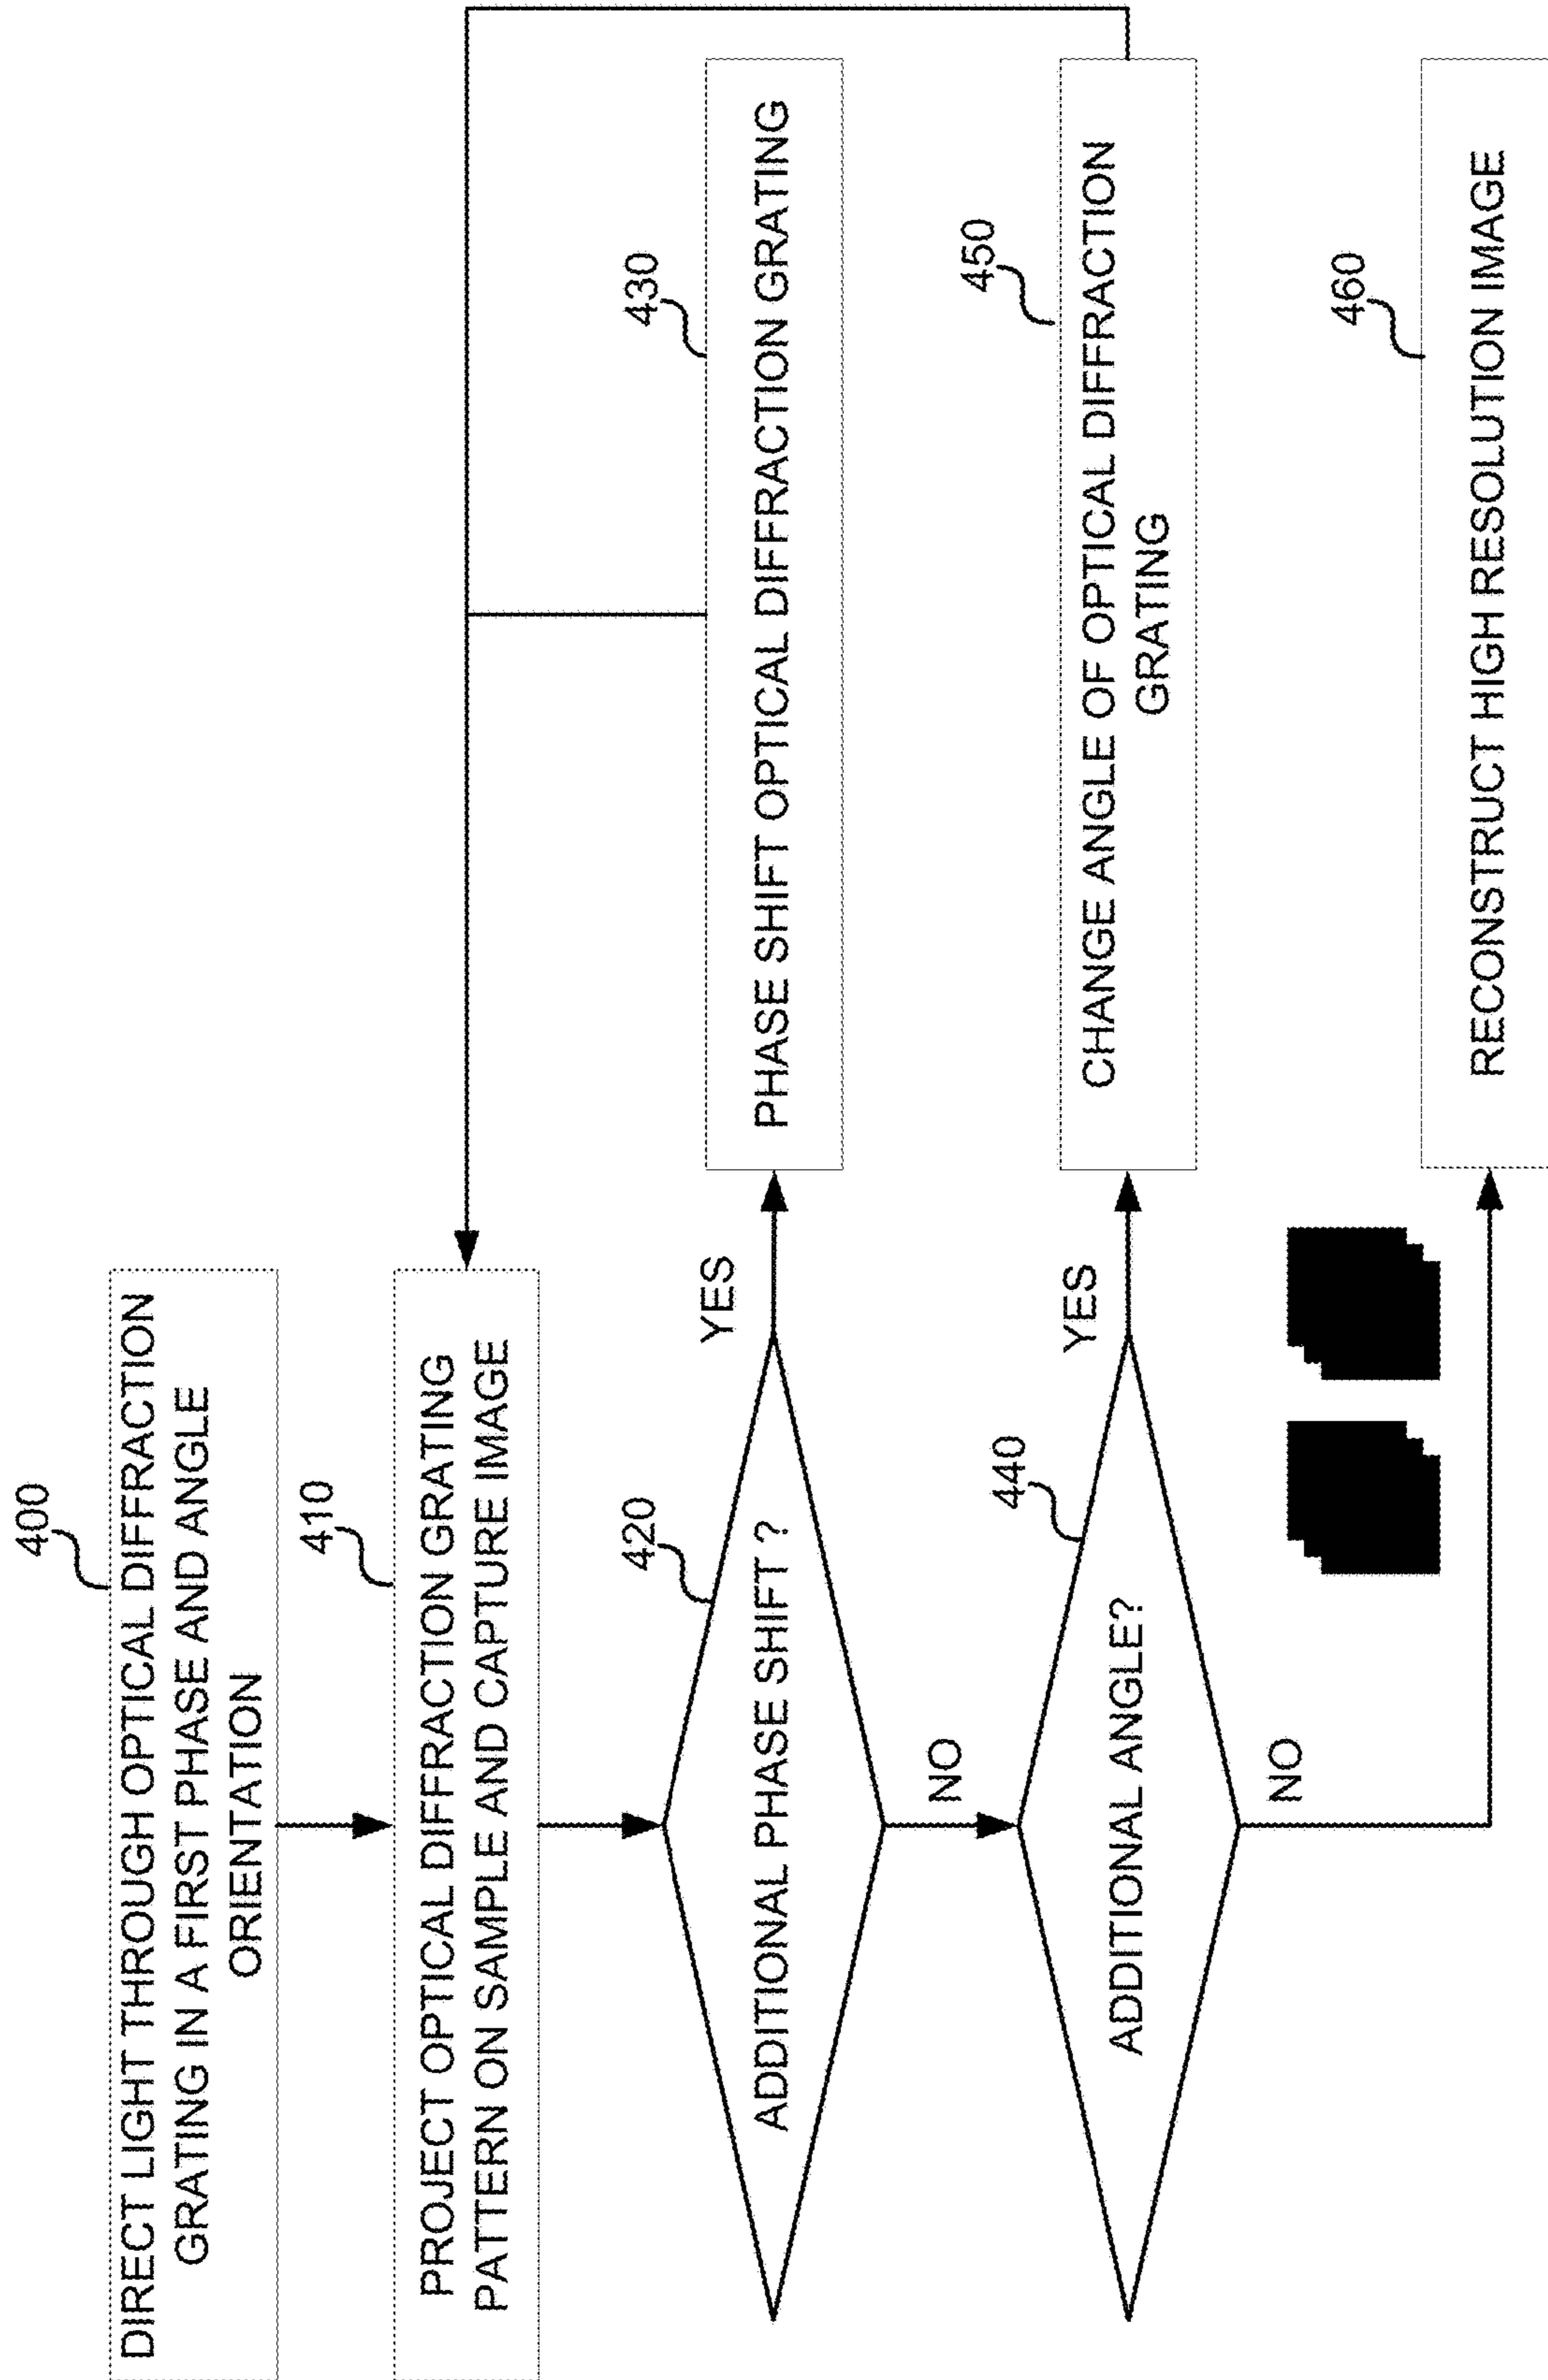 400
DIRECT LIGHT THROUGH OPTICAL DIFFRACTION
GRATING IN A FIRST PHASE AND ANGLE
ORIENTATION
410
PROJECT OPTICAL DIFFRACTION GRATING
PATTERN ON SAMPLE AND CAPTURE IMAGE
420
ADDITIONAL PHASE SHIFT ?
YES
430
PHASE SHIFT OPTICAL DIFFRACTION GRATING
NO
440
ADDITIONAL ANGLE?
YES
450
CHANGE ANGLE OF OPTICAL DIFFRACTION
GRATING
NO
460
RECONSTRUCT HIGH RESOLUTION IMAGE